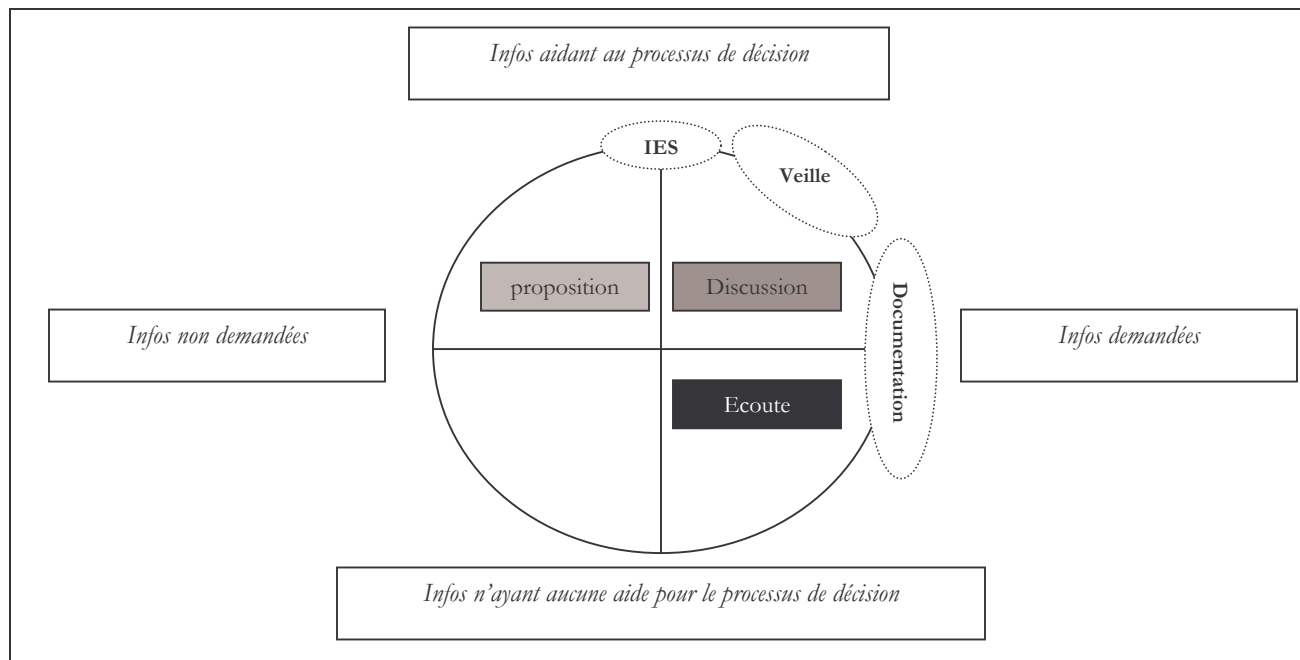 Infos aidant au processus de décision
IES
Veille
proposition
Discussion
Documentation
Infos non demandées
Infos demandées
Ecoute
Infos n’ayant aucune aide pour le processus de décision